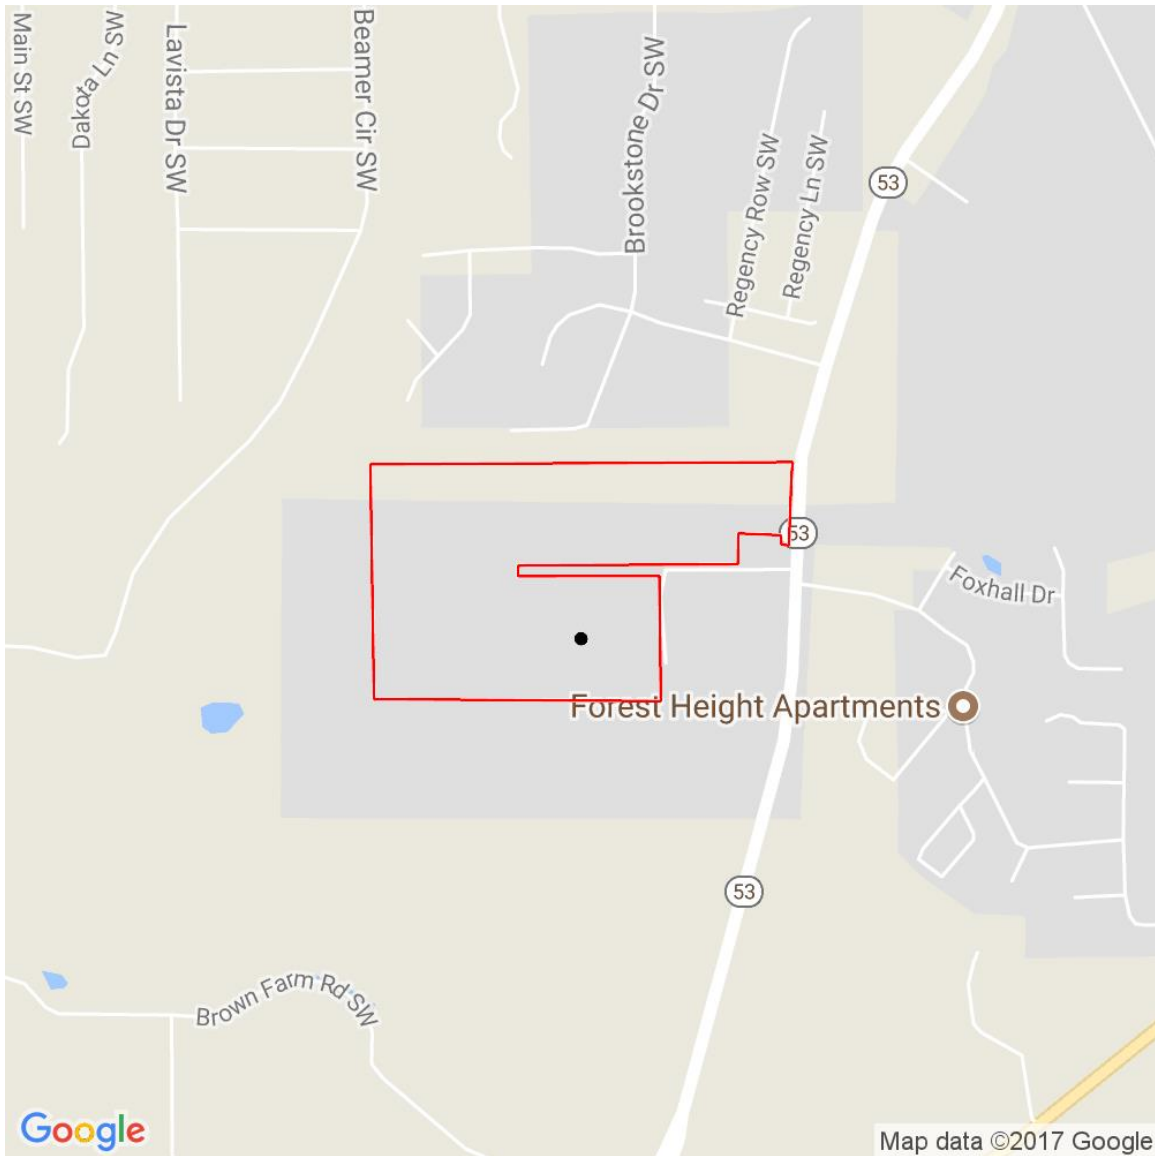 Main St SW
Dakota Ln SW
Lavista Dr SW
Beamer Cir SW
Brookstone Dr SW
Regency Row SW
Regency Ln SW
53
53
Foxhall Dr
Forest Height Apartments
53
Brown Farm Rd SW
Google
Map data ©2017 Google